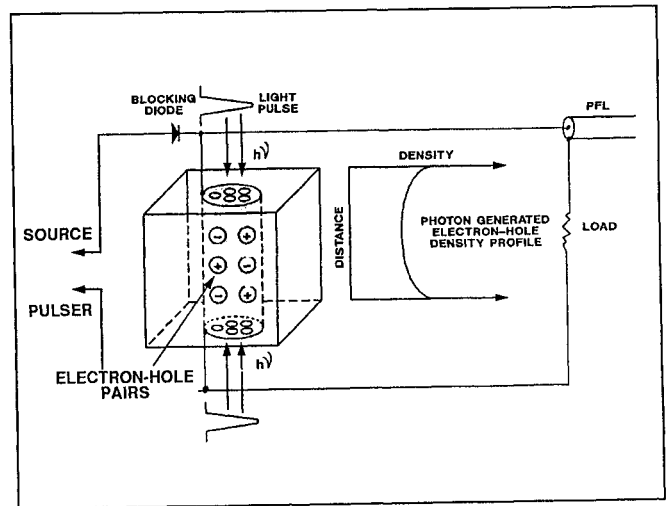 BLOCKING
DIODE
LIGHT
PULSE
PFL
hν
DENSITY
SOURCE
DISTANCE
PHOTON GENERATED
ELECTRON-HOLE
DENSITY PROFILE
LOAD
PULSER
hν
ELECTRON-HOLE
PAIRS